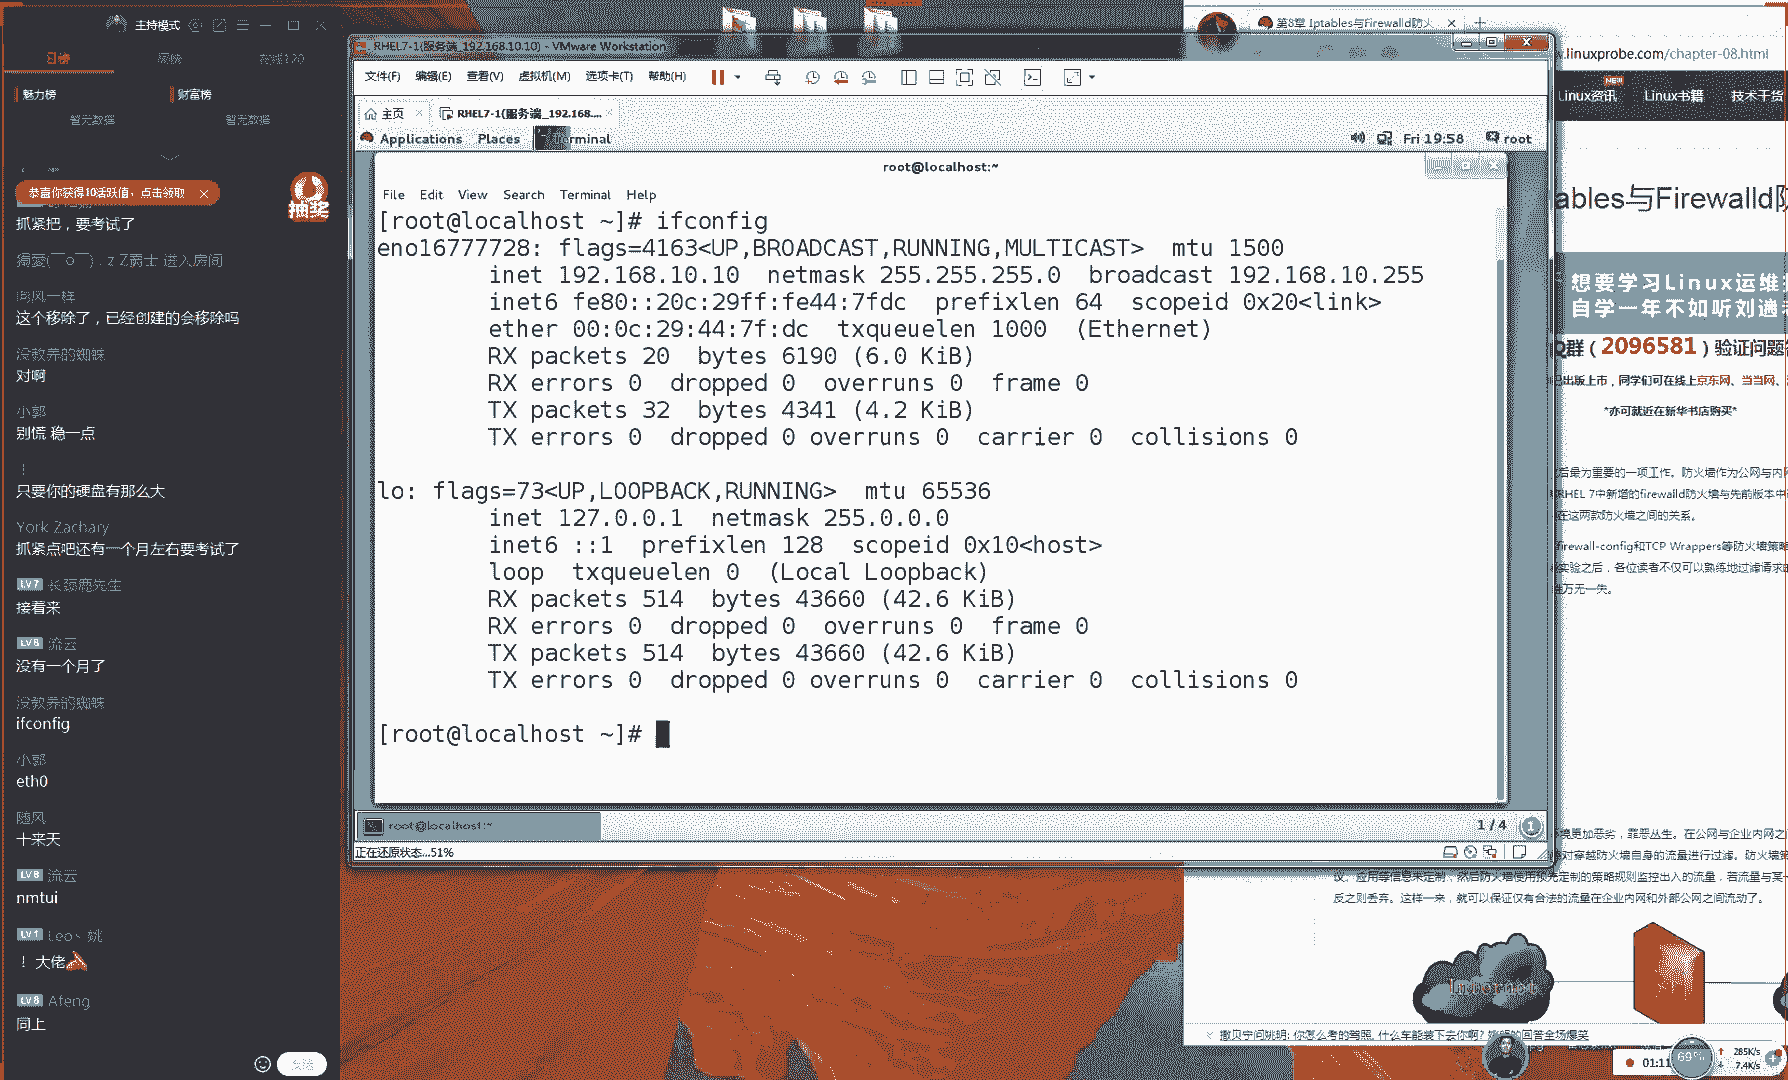 主持模式
魅力榜
财富榜
暂无数据
暂无数据
恭喜你获得10活跃值，点击领取
抽奖
抓紧把，要考试了
进入房间
随风一样
这个移除了，已经创建的会移除吗
没教养的蜘蛛
对啊
小郭
别慌 稳一点
！
只要你的硬盘有那么大
York Zachary
抓紧点吧还有一个月左右要考试了
LV7 长颈鹿先生
接着来
LV8 流云
没有一个月了
没教养的蜘蛛
ifconfig
小郭
eth0
随风
十来天
LV8 流云
nmtui
LV1 Leo、姚
！大佬
LV8 Afeng
同上
RHEL7-1(服务端_192.168.10.10) - VMware Workstation
文件(F) 编辑(E) 查看(V) 虚拟机(M) 选项卡(T) 帮助(H)
主页
RHEL7-1(服务端_192.168....
Applications Places Terminal
Fri 19:58 root
root@localhost:~
File Edit View Search Terminal Help
[root@localhost ~]# ifconfig
eno16777728: flags=4163<UP,BROADCAST,RUNNING,MULTICAST>  mtu 1500
inet 192.168.10.10  netmask 255.255.255.0  broadcast 192.168.10.255
inet6 fe80::20c:29ff:fe44:7fdc  prefixlen 64  scopeid 0x20<link>
ether 00:0c:29:44:7f:dc  txqueuelen 1000  (Ethernet)
RX packets 20  bytes 6190 (6.0 KiB)
RX errors 0  dropped 0  overruns 0  frame 0
TX packets 32  bytes 4341 (4.2 KiB)
TX errors 0  dropped 0 overruns 0  carrier 0  collisions 0
lo: flags=73<UP,LOOPBACK,RUNNING>  mtu 65536
inet 127.0.0.1  netmask 255.0.0.0
inet6 ::1  prefixlen 128  scopeid 0x10<host>
loop  txqueuelen 0  (Local Loopback)
RX packets 514  bytes 43660 (42.6 KiB)
RX errors 0  dropped 0  overruns 0  frame 0
TX packets 514  bytes 43660 (42.6 KiB)
TX errors 0  dropped 0 overruns 0  carrier 0  collisions 0
[root@localhost ~]#
root@localhost:~
1 / 4
正在还原状态...51%
第8章 Iptables与Firewalld防火
w.linuxprobe.com/chapter-08.html
NEW
Linux资讯 Linux书籍 技术干货
ables与Firewalld防
想要学习Linux运维
自学一年不如听刘遄
Q群（2096581）验证问题
出版上市，同学们可在线上京东网、当当网、
*亦可就近在新华书店购买*
后最为重要的一项工作。防火墙作为公网与内
RHEL 7中新增的firewalld防火墙与先前版本中
在这两款防火墙之间的关系。
firewall-config和TCP Wrappers等防火墙策略
实验之后，各位读者不仅可以熟练地过滤请求
万无一失。
境更加恶劣，罪恶丛生。在公网与企业内网之
对穿越防火墙自身的流量进行过滤。防火墙策
议、应用等信息来定制，然后防火墙使用预先定制的策略规则监控出入的流量，若流量与某一
反之则丢弃。这样一来，就可以保证仅有合法的流量在企业内网和外部公网之间流动了。
Internet
撒贝宁问姚明: 你怎么考的驾照, 什么车能装下去你啊? 姚明的回答全场爆笑
01:11
69%
285K/s
7.4K/s